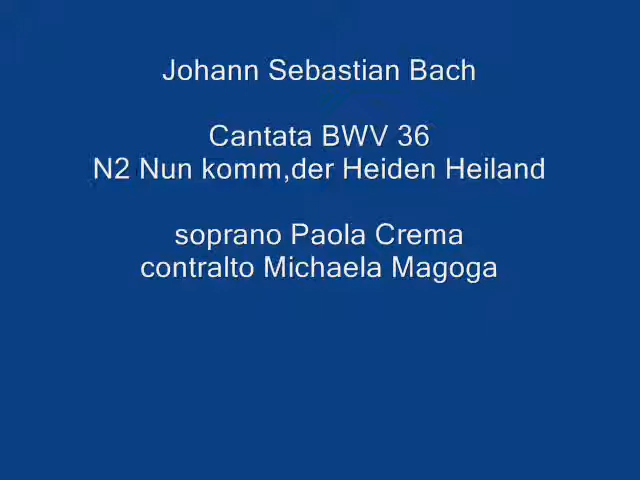 Johann Sebastian Bach
Cantata BWV 36
N2 Nun komm,der Heiden Heiland
soprano Paola Crema
contralto Michaela Magoga